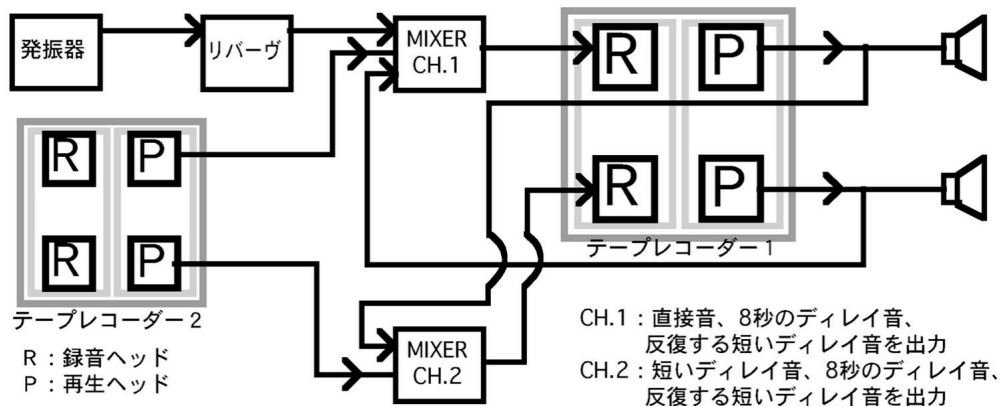 発振器
リバーヴ
MIXER
CH.1
R
P
R
P
テープレコーダー1
R
P
R
P
テープレコーダー2
R：録音ヘッド
P：再生ヘッド
MIXER
CH.2
CH.1：直接音、8秒のディレイ音、
反復する短いディレイ音を出力
CH.2：短いディレイ音、8秒のディレイ音、
反復する短いディレイ音を出力